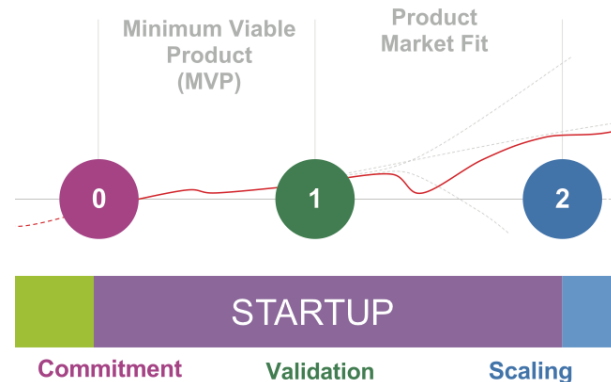 Minimum Viable
Product
(MVP)
Product
Market Fit
0
1
2
STARTUP
Commitment
Validation
Scaling